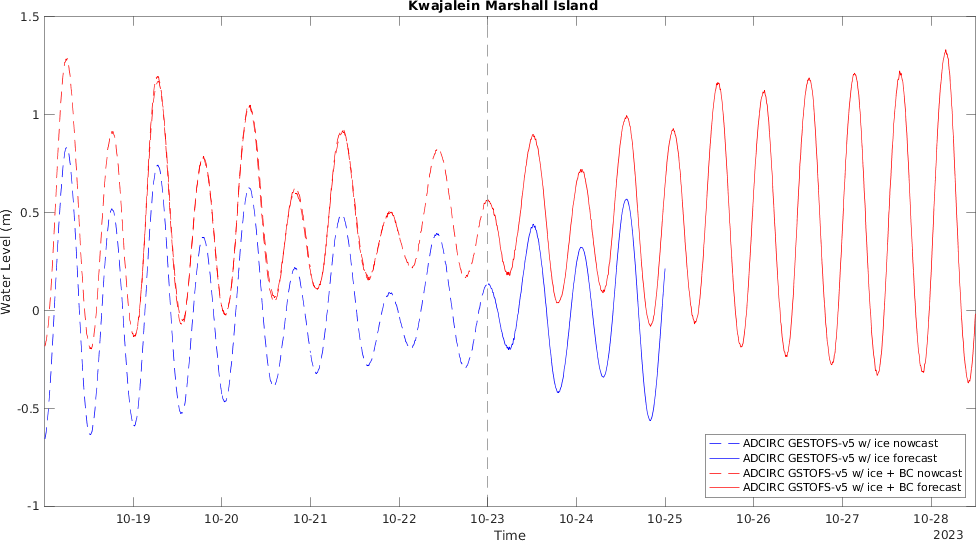 Kwajalein Marshall Island
1.5
1
0.5
0
-0.5
-1
Water Level (m)
ADCIRC GESTOFS-v5 w/ ice nowcast
ADCIRC GESTOFS-v5 w/ ice forecast
ADCIRC GSTOFS-v5 w/ ice + BC nowcast
ADCIRC GSTOFS-v5 w/ ice + BC forecast
10-19 10-20 10-21 10-22 10-23 10-24 10-25 10-26 10-27 10-28
Time
2023